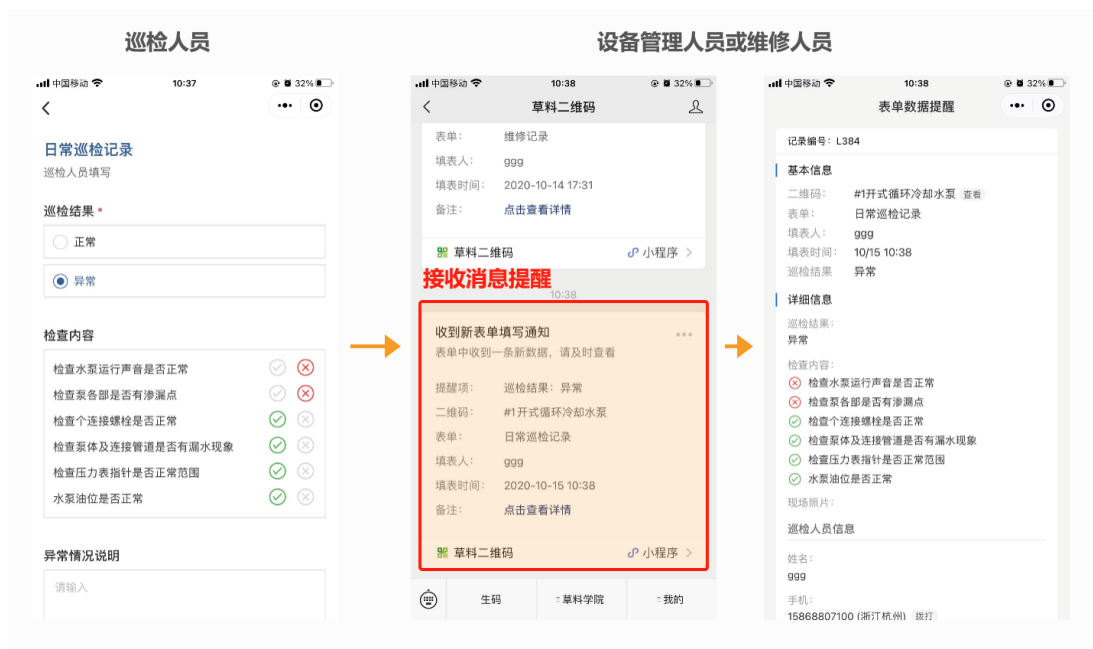 巡检人员
设备管理人员或维修人员
中国移动
10:37
32%
日常巡检记录
巡检人员填写
巡检结果 *
正常
异常
检查内容
检查水泵运行声音是否正常
检查泵各部是否有渗漏点
检查个连接螺栓是否正常
检查泵体及连接管道是否有漏水现象
检查压力表指针是否正常范围
水泵油位是否正常
异常情况说明
请输入
中国移动
10:38
32%
草料二维码
表单： 维修记录
填表人： ggg
填表时间： 2020-10-14 17:31
备注： 点击查看详情
草料二维码 小程序
接收消息提醒
10:38
收到新表单填写通知
表单中收到一条新数据，请及时查看
提醒项： 巡检结果：异常
二维码： #1开式循环冷却水泵
表单： 日常巡检记录
填表人： ggg
填表时间： 2020-10-15 10:38
备注： 点击查看详情
草料二维码 小程序
生码 草料学院 我的
中国移动
10:38
32%
表单数据提醒
记录编号：L384
基本信息
二维码： #1开式循环冷却水泵 查看
表单： 日常巡检记录
填表人： ggg
填表时间： 10/15 10:38
巡检结果 异常
详细信息
巡检结果：
异常
检查内容：
检查水泵运行声音是否正常
检查泵各部是否有渗漏点
检查个连接螺栓是否正常
检查泵体及连接管道是否有漏水现象
检查压力表指针是否正常范围
水泵油位是否正常
现场照片：
巡检人员信息
姓名：
ggg
手机：
15868807100 (浙江杭州) 拨打